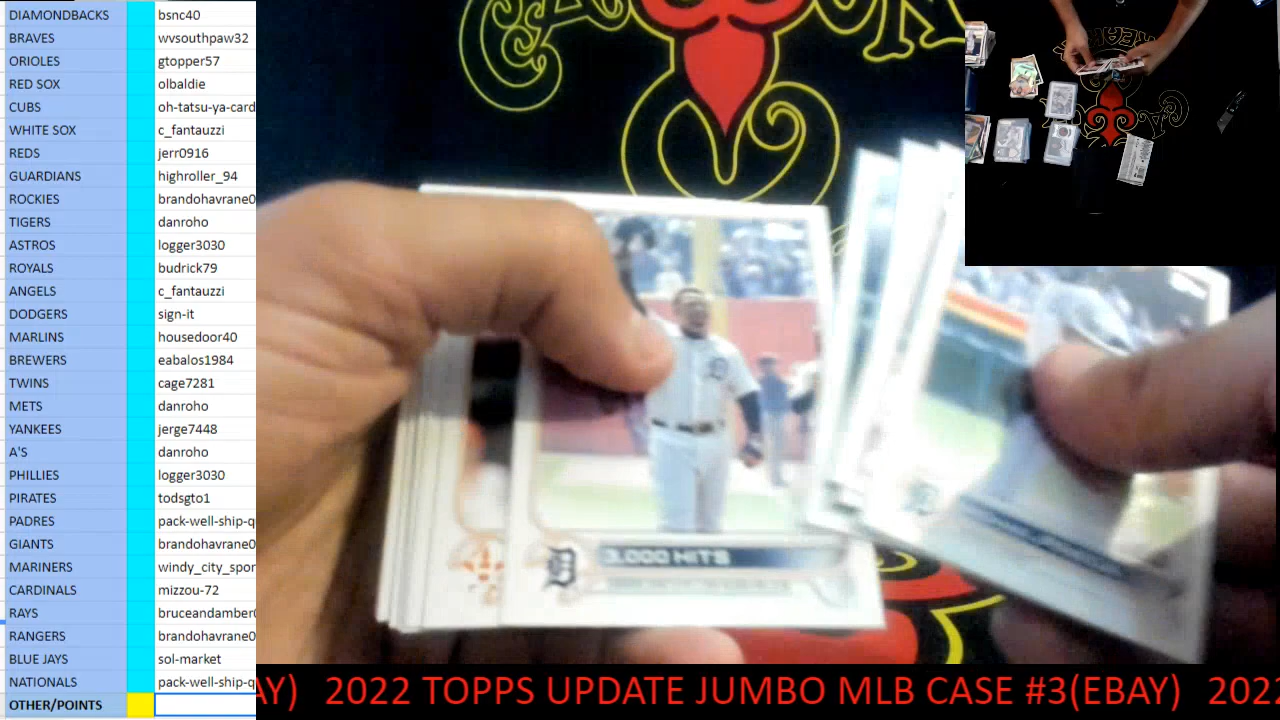 DIAMONDBACKS bsnc40
BRAVES wvsouthpaw32
ORIOLES gtopper57
RED SOX olbaldie
CUBS oh-tatsu-ya-card
WHITE SOX c_fantauzzi
REDS jerr0916
GUARDIANS highroller_94
ROCKIES brandohavrane0
TIGERS danroho
ASTROS logger3030
ROYALS budrick79
ANGELS c_fantauzzi
DODGERS sign-it
MARLINS housedoor40
BREWERS eabalos1984
TWINS cage7281
METS danroho
YANKEES jerge7448
A'S danroho
PHILLIES logger3030
PIRATES todsgto1
PADRES pack-well-ship-q
GIANTS brandohavrane0
MARINERS windy_city_spor
CARDINALS mizzou-72
RAYS bruceandamber
RANGERS brandohavrane0
BLUE JAYS sol-market
NATIONALS pack-well-ship-q
OTHER/POINTS
3,000 HITS
AY) 2022 TOPPS UPDATE JUMBO MLB CASE #3(EBAY) 202